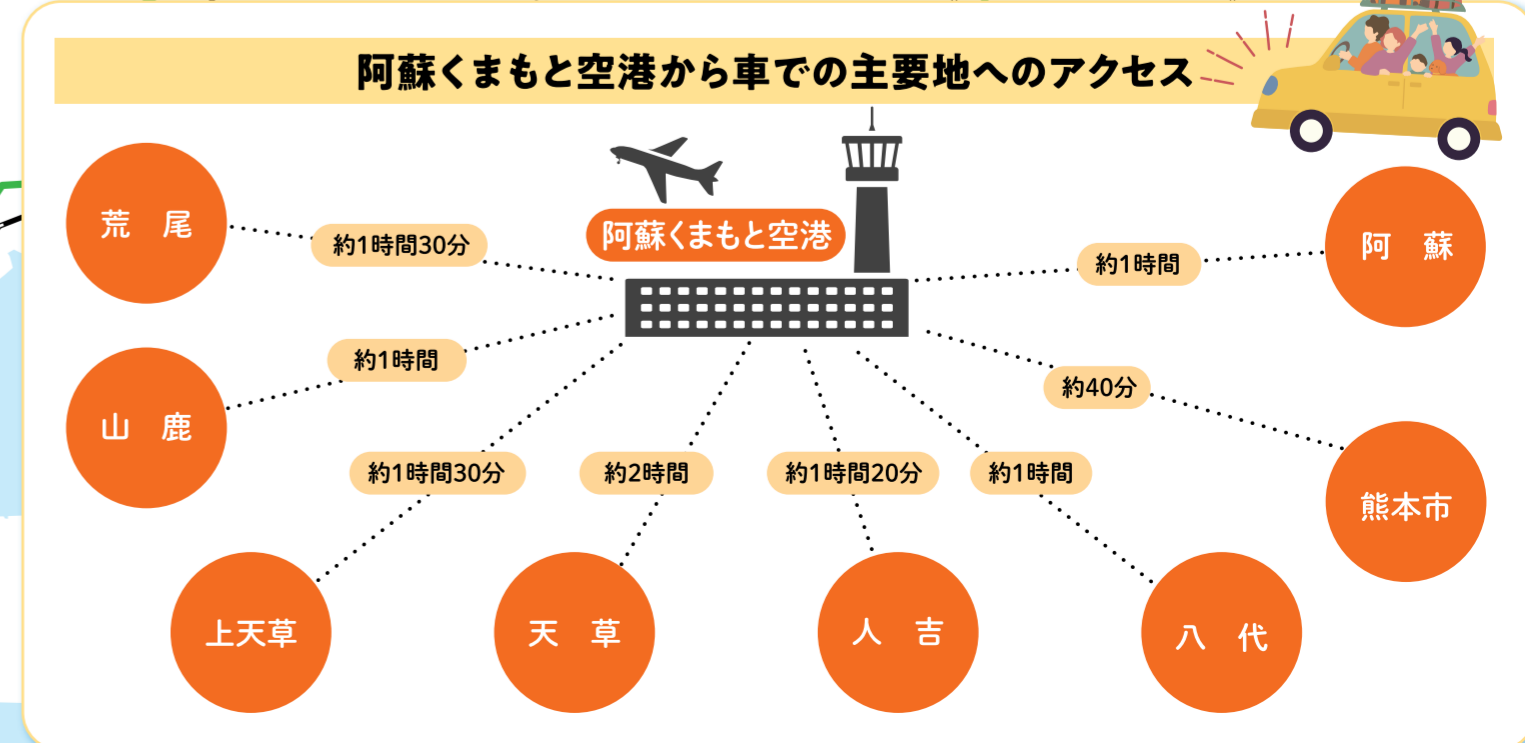 阿蘇くまもと空港から車での主要地へのアクセス
阿蘇くまもと空港
荒　尾
約1時間30分
山　鹿
約1時間
上天草
約1時間30分
天　草
約2時間
人　吉
約1時間20分
八　代
約1時間
熊本市
約40分
阿　蘇
約1時間